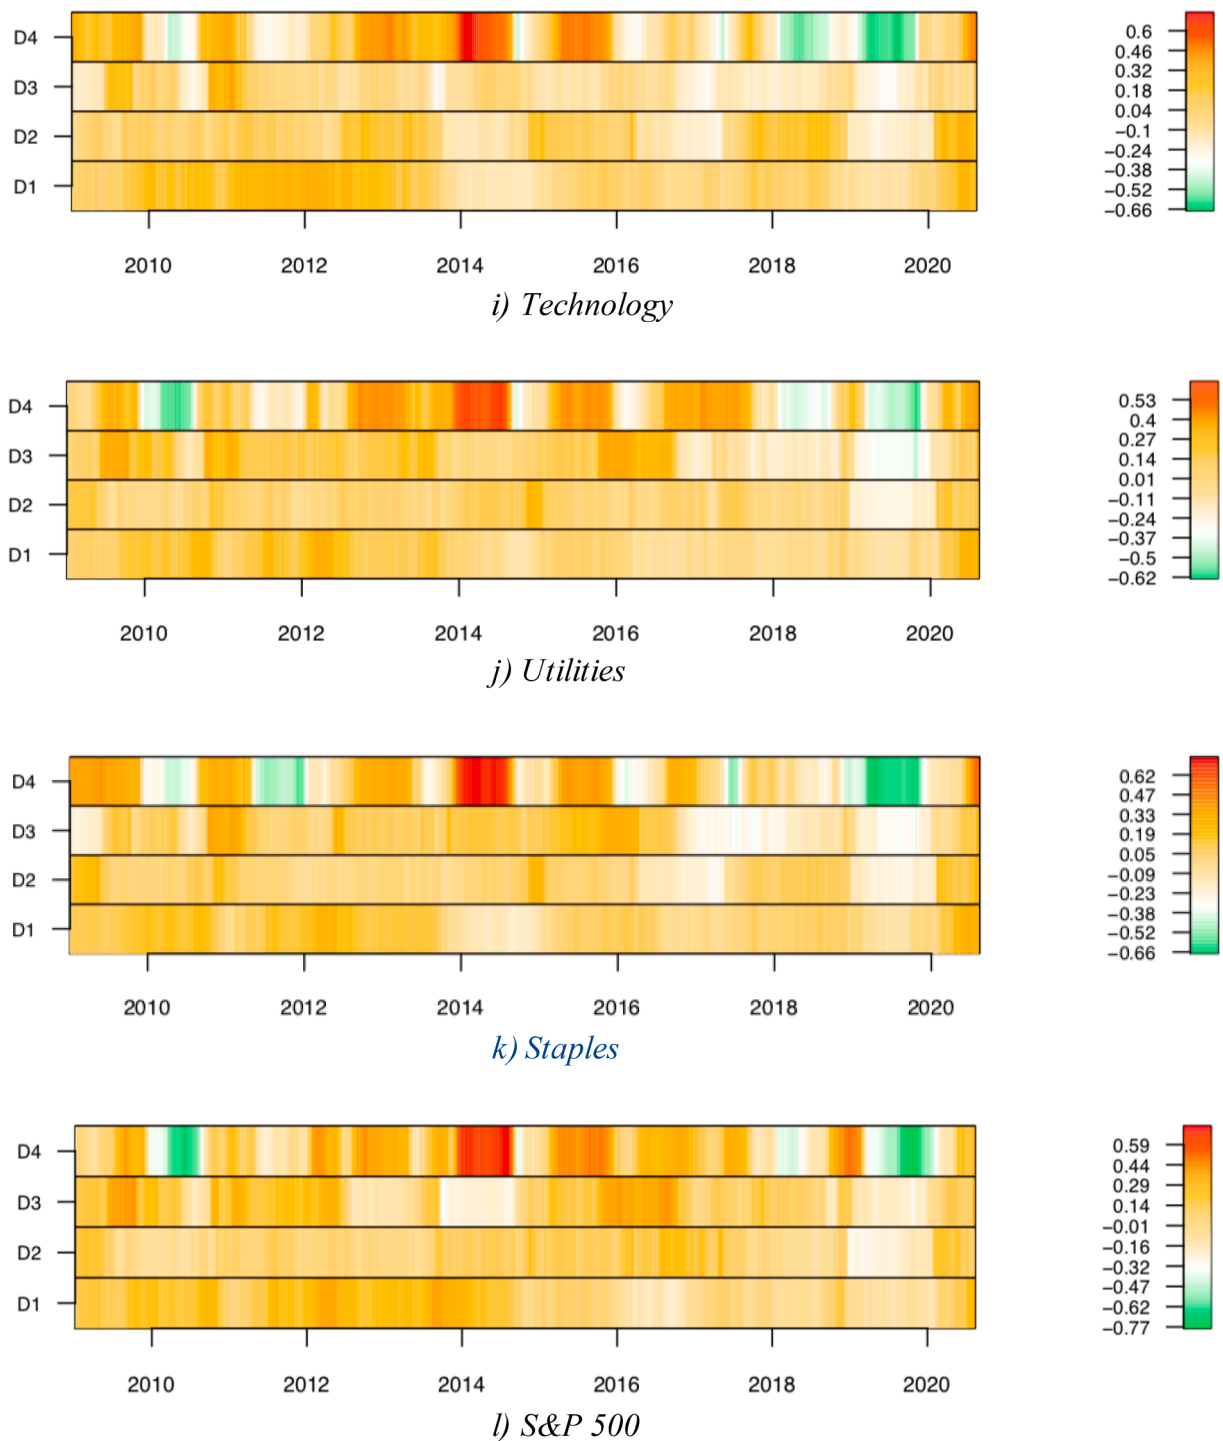 D4
D3
D2
D1
0.6
0.46
0.32
0.18
0.04
−0.1
−0.24
−0.38
−0.52
−0.66
2010 2012 2014 2016 2018 2020
i) Technology
D4
D3
D2
D1
0.53
0.4
0.27
0.14
0.01
−0.11
−0.24
−0.37
−0.5
−0.62
2010 2012 2014 2016 2018 2020
j) Utilities
D4
D3
D2
D1
0.62
0.47
0.33
0.19
0.05
−0.09
−0.23
−0.38
−0.52
−0.66
2010 2012 2014 2016 2018 2020
k) Staples
D4
D3
D2
D1
0.59
0.44
0.29
0.14
−0.01
−0.16
−0.32
−0.47
−0.62
−0.77
2010 2012 2014 2016 2018 2020
l) S&P 500